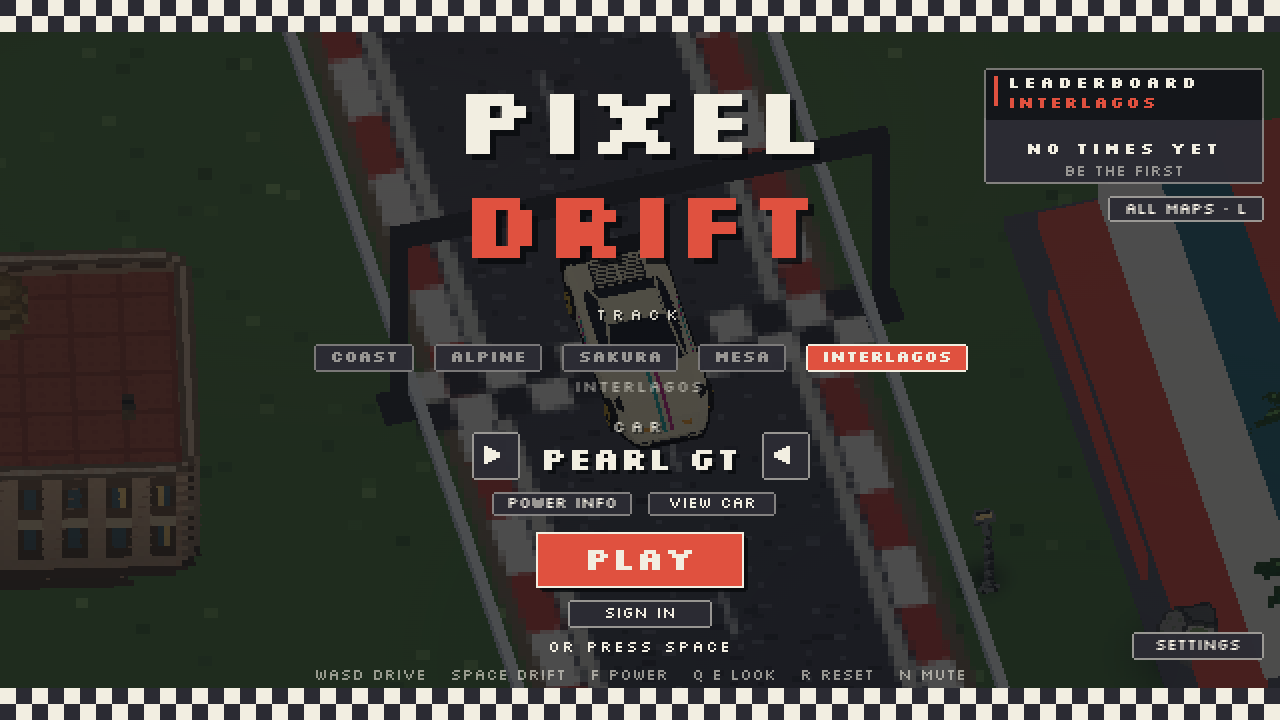 PIXEL
DRIFT
LEADERBOARD
INTERLAGOS
NO TIMES YET
BE THE FIRST
ALL MAPS - L
TRACK
COAST ALPINE SAKURA MESA INTERLAGOS
INTERLAGOS
CAR
PEARL GT
POWER INFO VIEW CAR
PLAY
SIGN IN
OR PRESS SPACE
SETTINGS
WASD DRIVE SPACE DRIFT F POWER Q E LOOK R RESET N MUTE